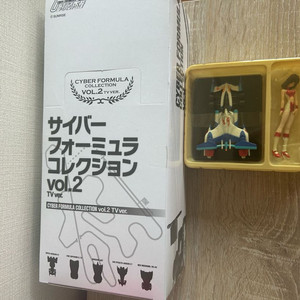 CYBER FORMULA
COLLECTION
VOL.2 TV VER.
サイバー
フォーミュラ
コレクション
vol.2
TV ver.
CYBER FORMULA COLLECTION vol.2 TV ver.